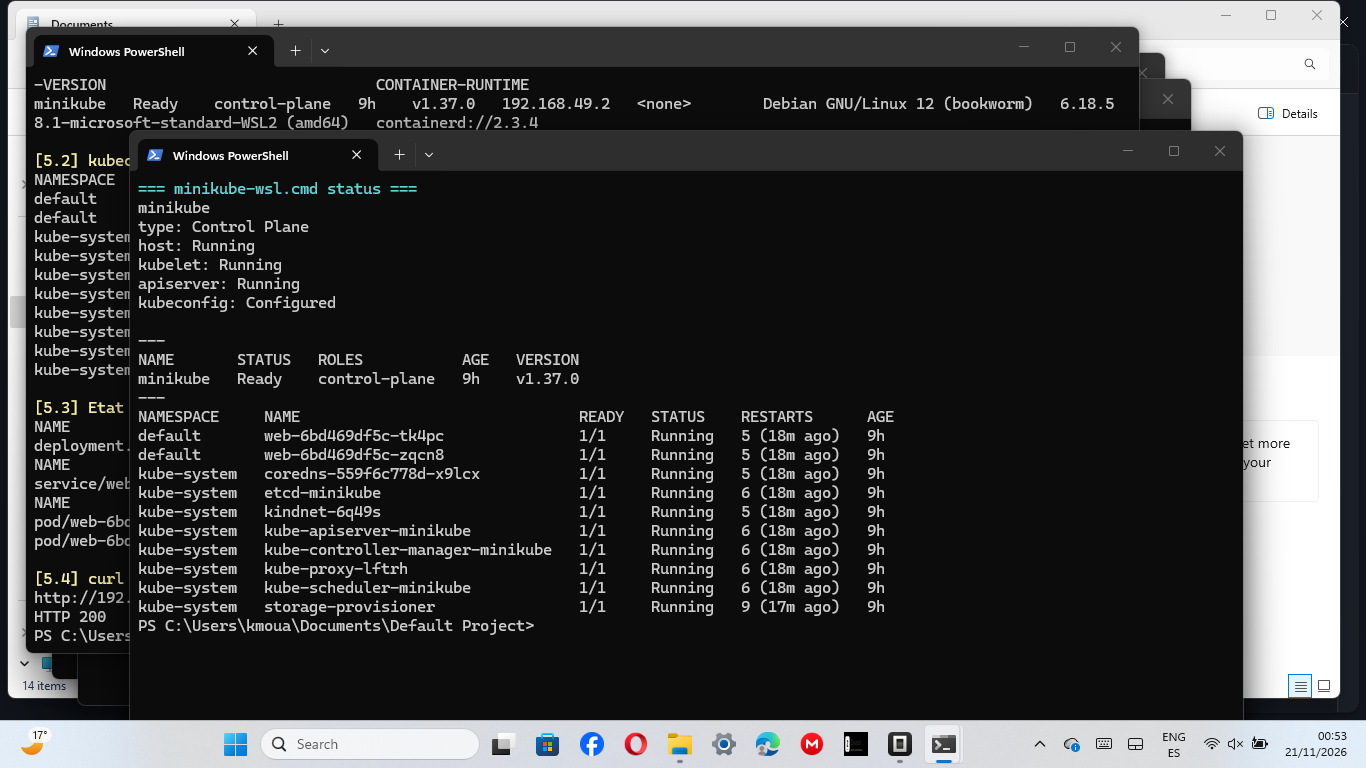 Documents
Windows PowerShell
-VERSION                              CONTAINER-RUNTIME
minikube   Ready    control-plane   9h    v1.37.0   192.168.49.2   <none>        Debian GNU/Linux 12 (bookworm)   6.18.5
8.1-microsoft-standard-WSL2 (amd64)   containerd://2.3.4
[5.2] kubec
NAMESPACE
default
default
kube-system
kube-system
kube-system
kube-system
kube-system
kube-system
kube-system
kube-system
[5.3] Etat
NAME
deployment.
NAME
service/web
NAME
pod/web-6bd
pod/web-6bd
[5.4] curl
http://192.
HTTP 200
PS C:\Users
Windows PowerShell
=== minikube-wsl.cmd status ===
minikube
type: Control Plane
host: Running
kubelet: Running
apiserver: Running
kubeconfig: Configured
---
NAME       STATUS   ROLES           AGE   VERSION
minikube   Ready    control-plane   9h    v1.37.0
---
NAMESPACE     NAME                               READY   STATUS    RESTARTS      AGE
default       web-6bd469df5c-tk4pc               1/1     Running   5 (18m ago)   9h
default       web-6bd469df5c-zqcn8               1/1     Running   5 (18m ago)   9h
kube-system   coredns-559f6c778d-x9lcx           1/1     Running   5 (18m ago)   9h
kube-system   etcd-minikube                      1/1     Running   6 (18m ago)   9h
kube-system   kindnet-6q49s                      1/1     Running   5 (18m ago)   9h
kube-system   kube-apiserver-minikube            1/1     Running   6 (18m ago)   9h
kube-system   kube-controller-manager-minikube   1/1     Running   6 (18m ago)   9h
kube-system   kube-proxy-lftrh                   1/1     Running   6 (18m ago)   9h
kube-system   kube-scheduler-minikube            1/1     Running   6 (18m ago)   9h
kube-system   storage-provisioner                1/1     Running   9 (17m ago)   9h
PS C:\Users\kmoua\Documents\Default Project>
Details
et more
your
14 items
17°
Search
ENG
ES
00:53
21/11/2026